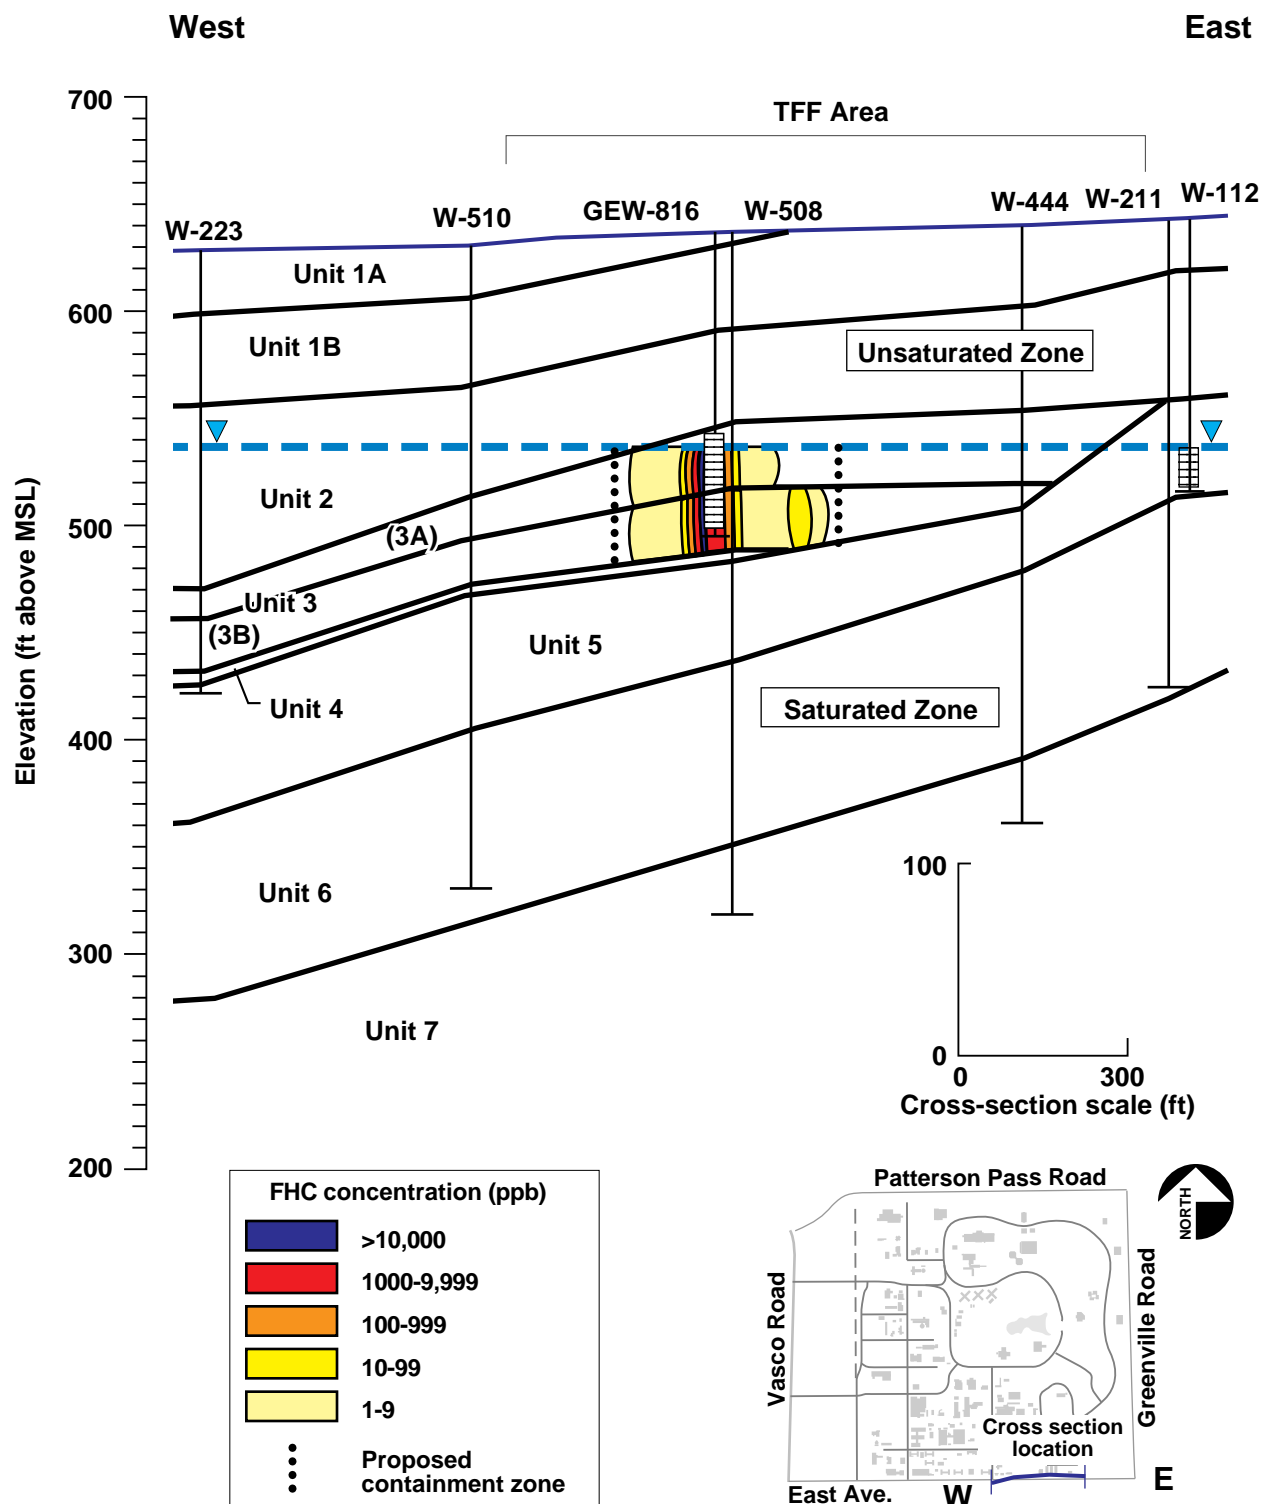 West
East
700
TFF Area
W-223
W-510
GEW-816
W-508
W-444
W-211
W-112
Unit 1A
600
Unit 1B
Unsaturated Zone
Unit 2
500
(3A)
Unit 3
(3B)
Unit 5
Unit 4
Saturated Zone
Elevation (ft above MSL)
400
100
Unit 6
300
Unit 7
0
0
300
Cross-section scale (ft)
200
FHC concentration (ppb)
>10,000
1000-9,999
100-999
10-99
1-9
Proposed
containment zone
Patterson Pass Road
NORTH
Vasco Road
Greenville Road
Cross section
location
East Ave.
W
E